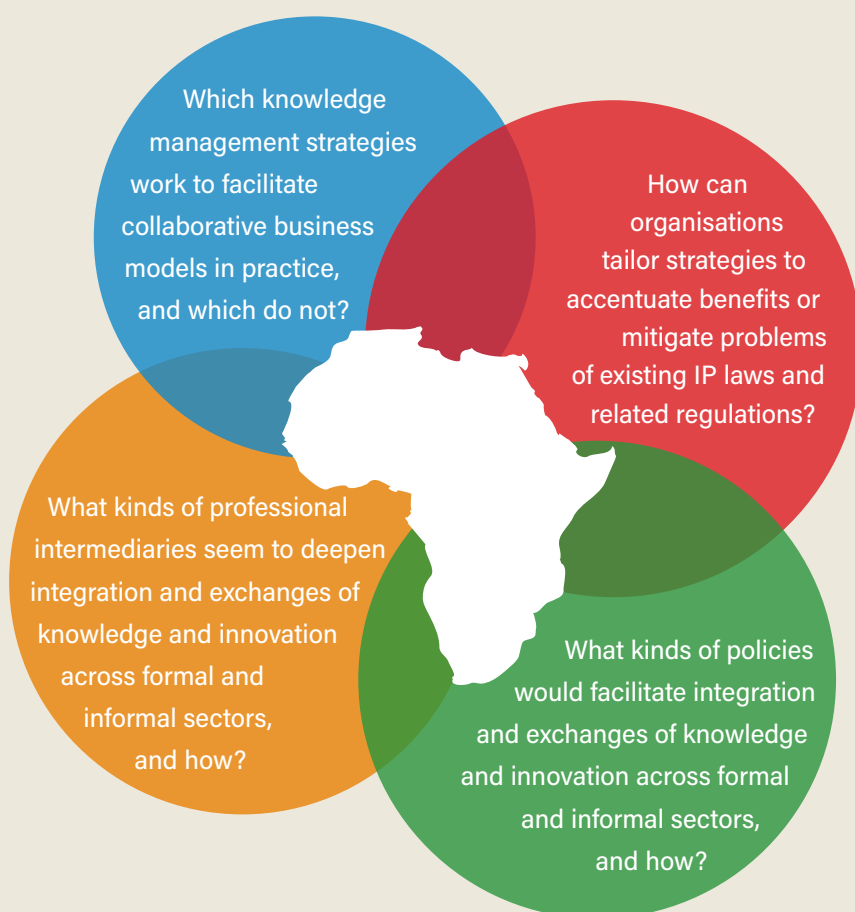 Which knowledge
management strategies
work to facilitate
collaborative business
models in practice,
and which do not?
How can
organisations
tailor strategies to
accentuate benefits or
mitigate problems
of existing IP laws and
related regulations?
What kinds of professional
intermediaries seem to deepen
integration and exchanges of
knowledge and innovation
across formal and
informal sectors,
and how?
What kinds of policies
would facilitate integration
and exchanges of knowledge
and innovation across formal
and informal sectors,
and how?